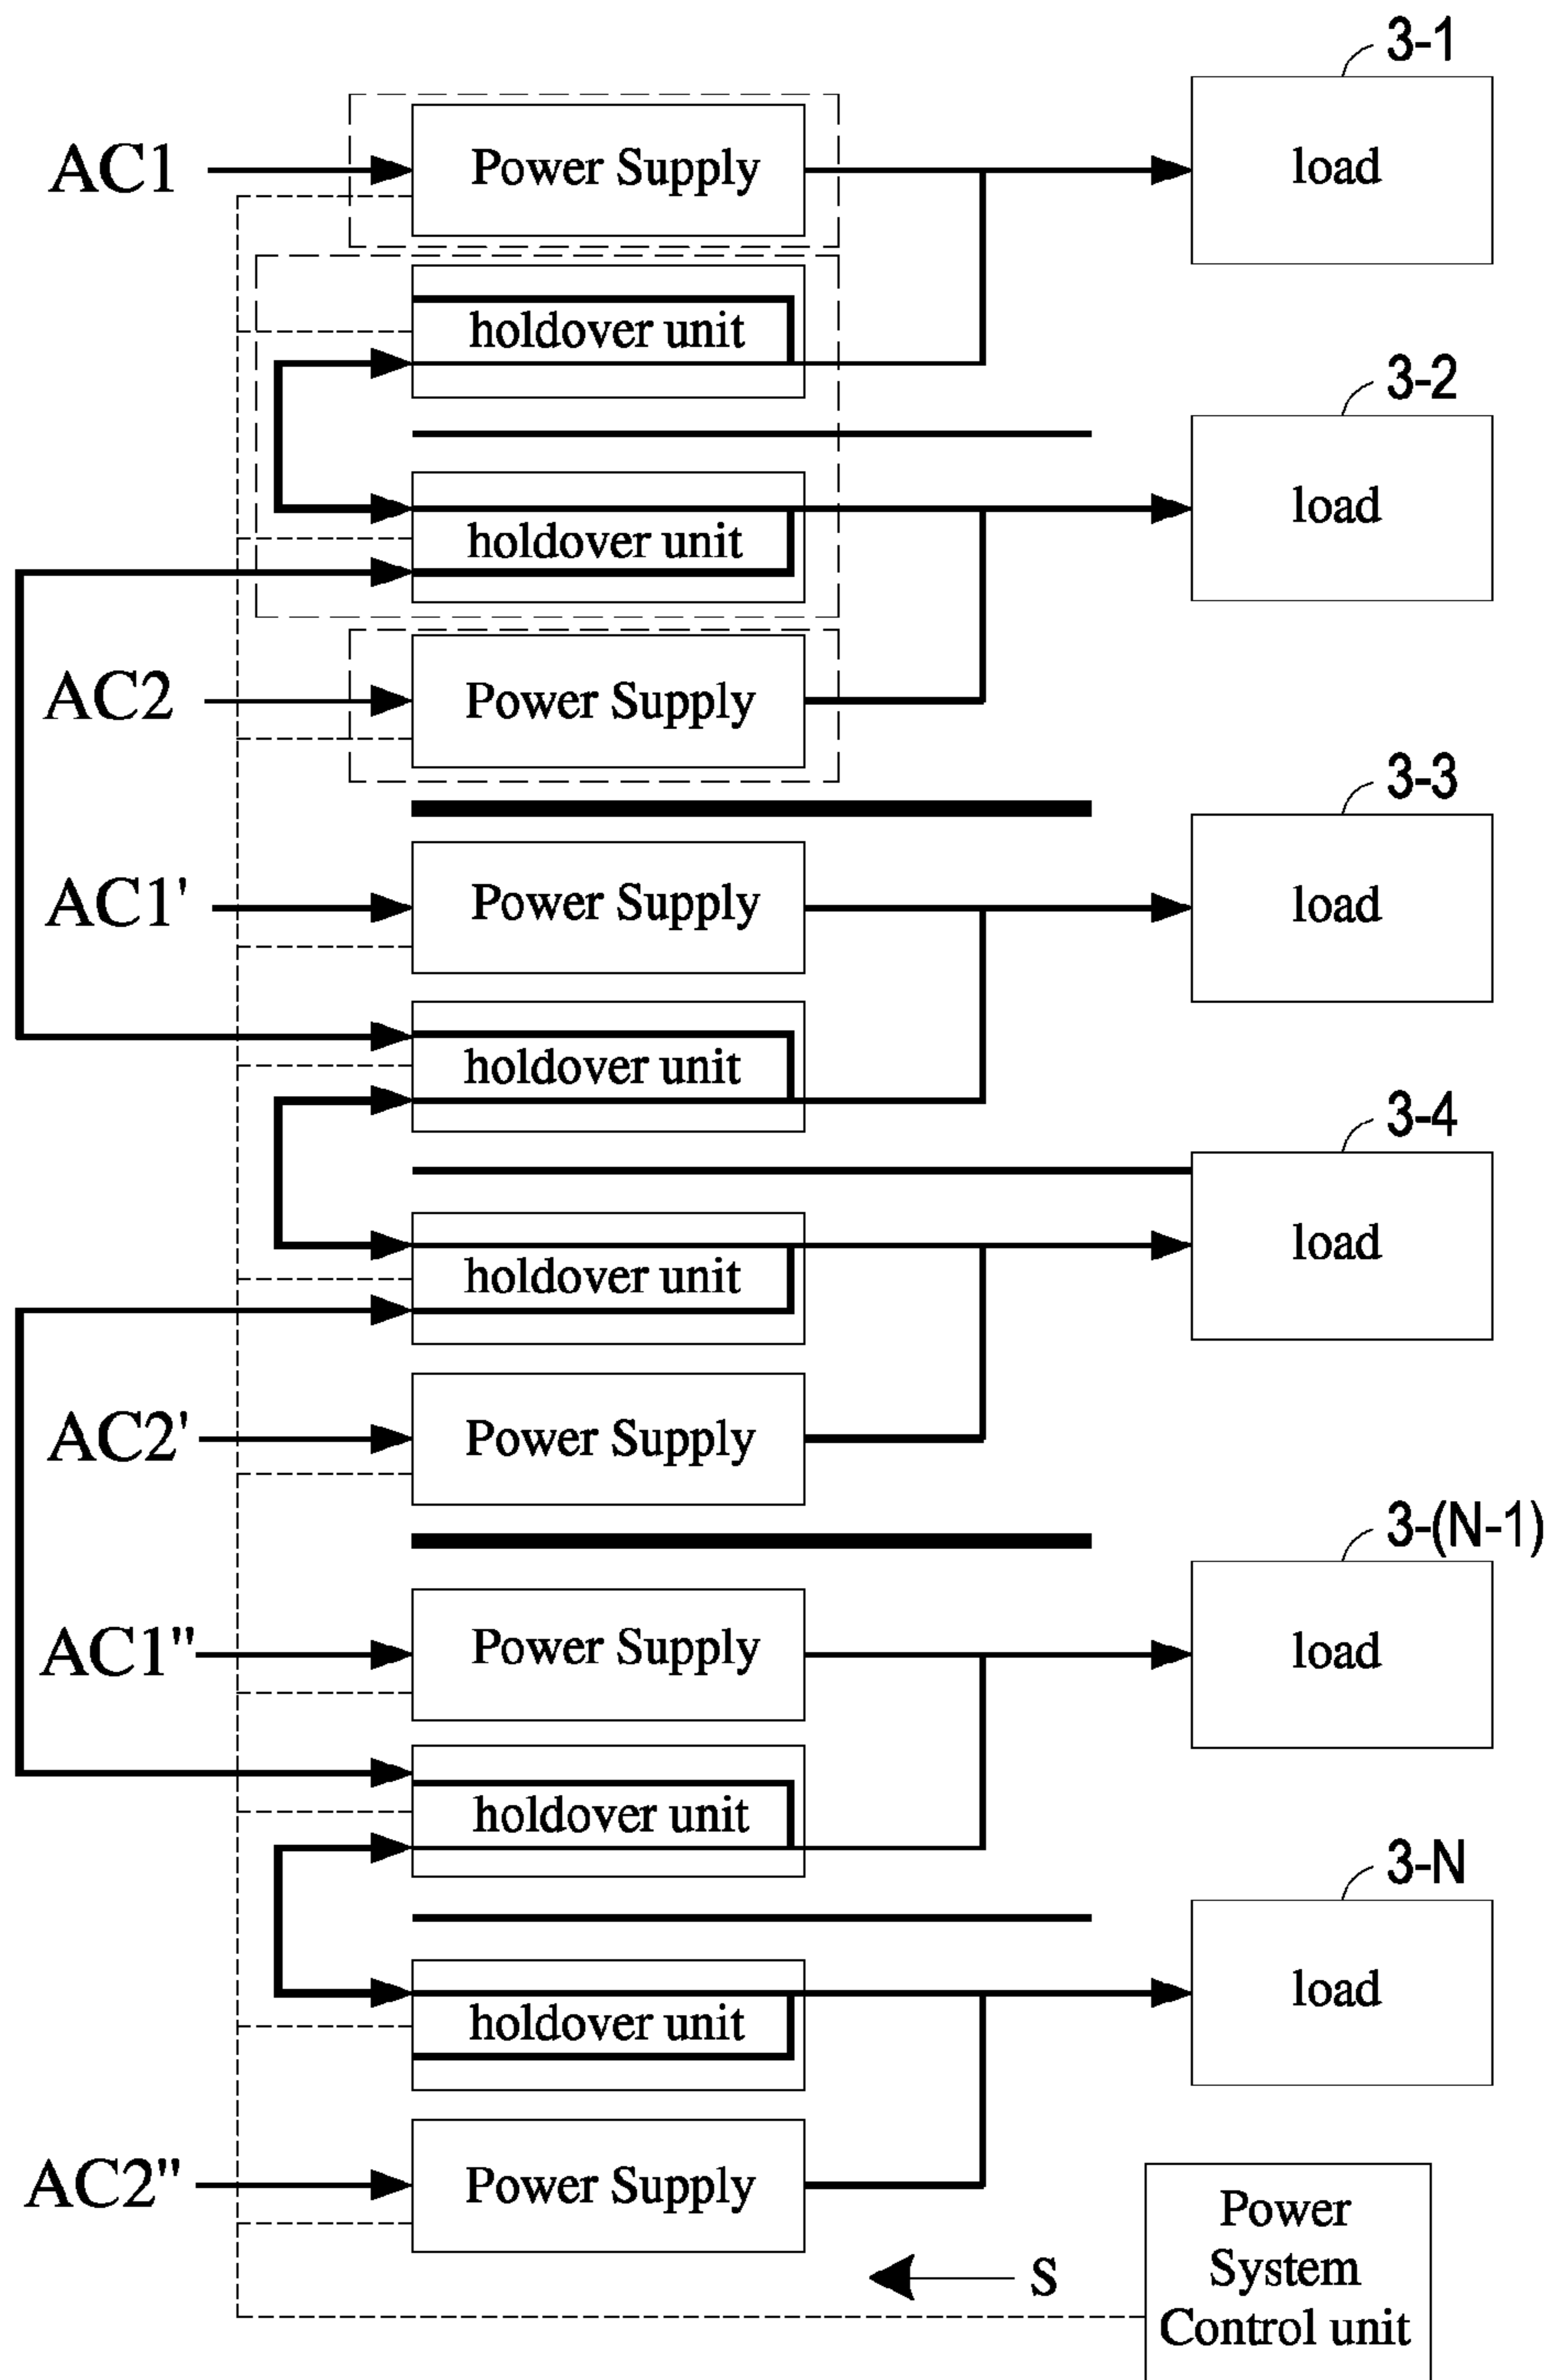 3-1
AC1
Power Supply
load
holdover unit
3-2
load
holdover unit
AC2
Power Supply
3-3
AC1'
Power Supply
load
holdover unit
3-4
load
holdover unit
AC2'
Power Supply
3-(N-1)
AC1"
Power Supply
load
holdover unit
3-N
load
holdover unit
AC2"
Power Supply
S
Power
System
Control unit